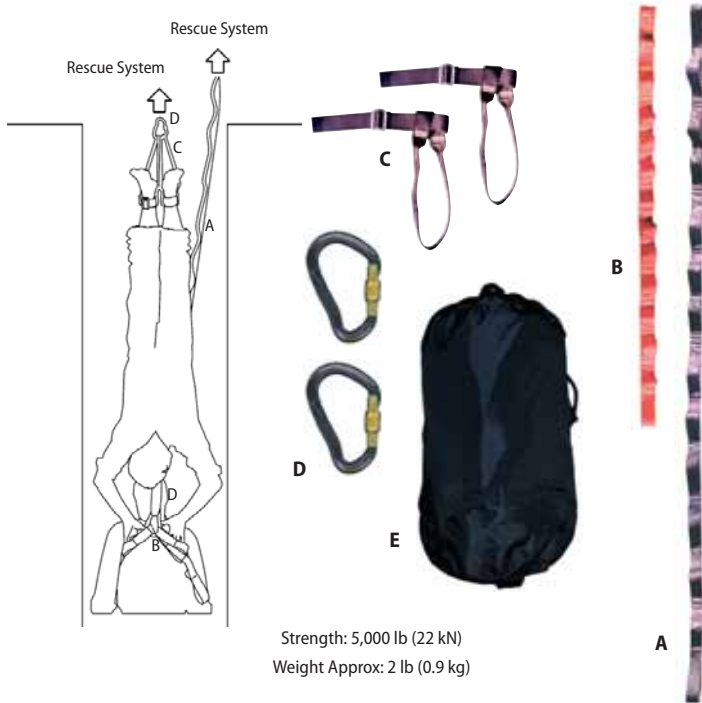 Rescue System
Rescue System
D
C
A
D
B
C
D
E
B
A
Strength: 5,000 lb (22 kN)
Weight Approx: 2 lb (0.9 kg)